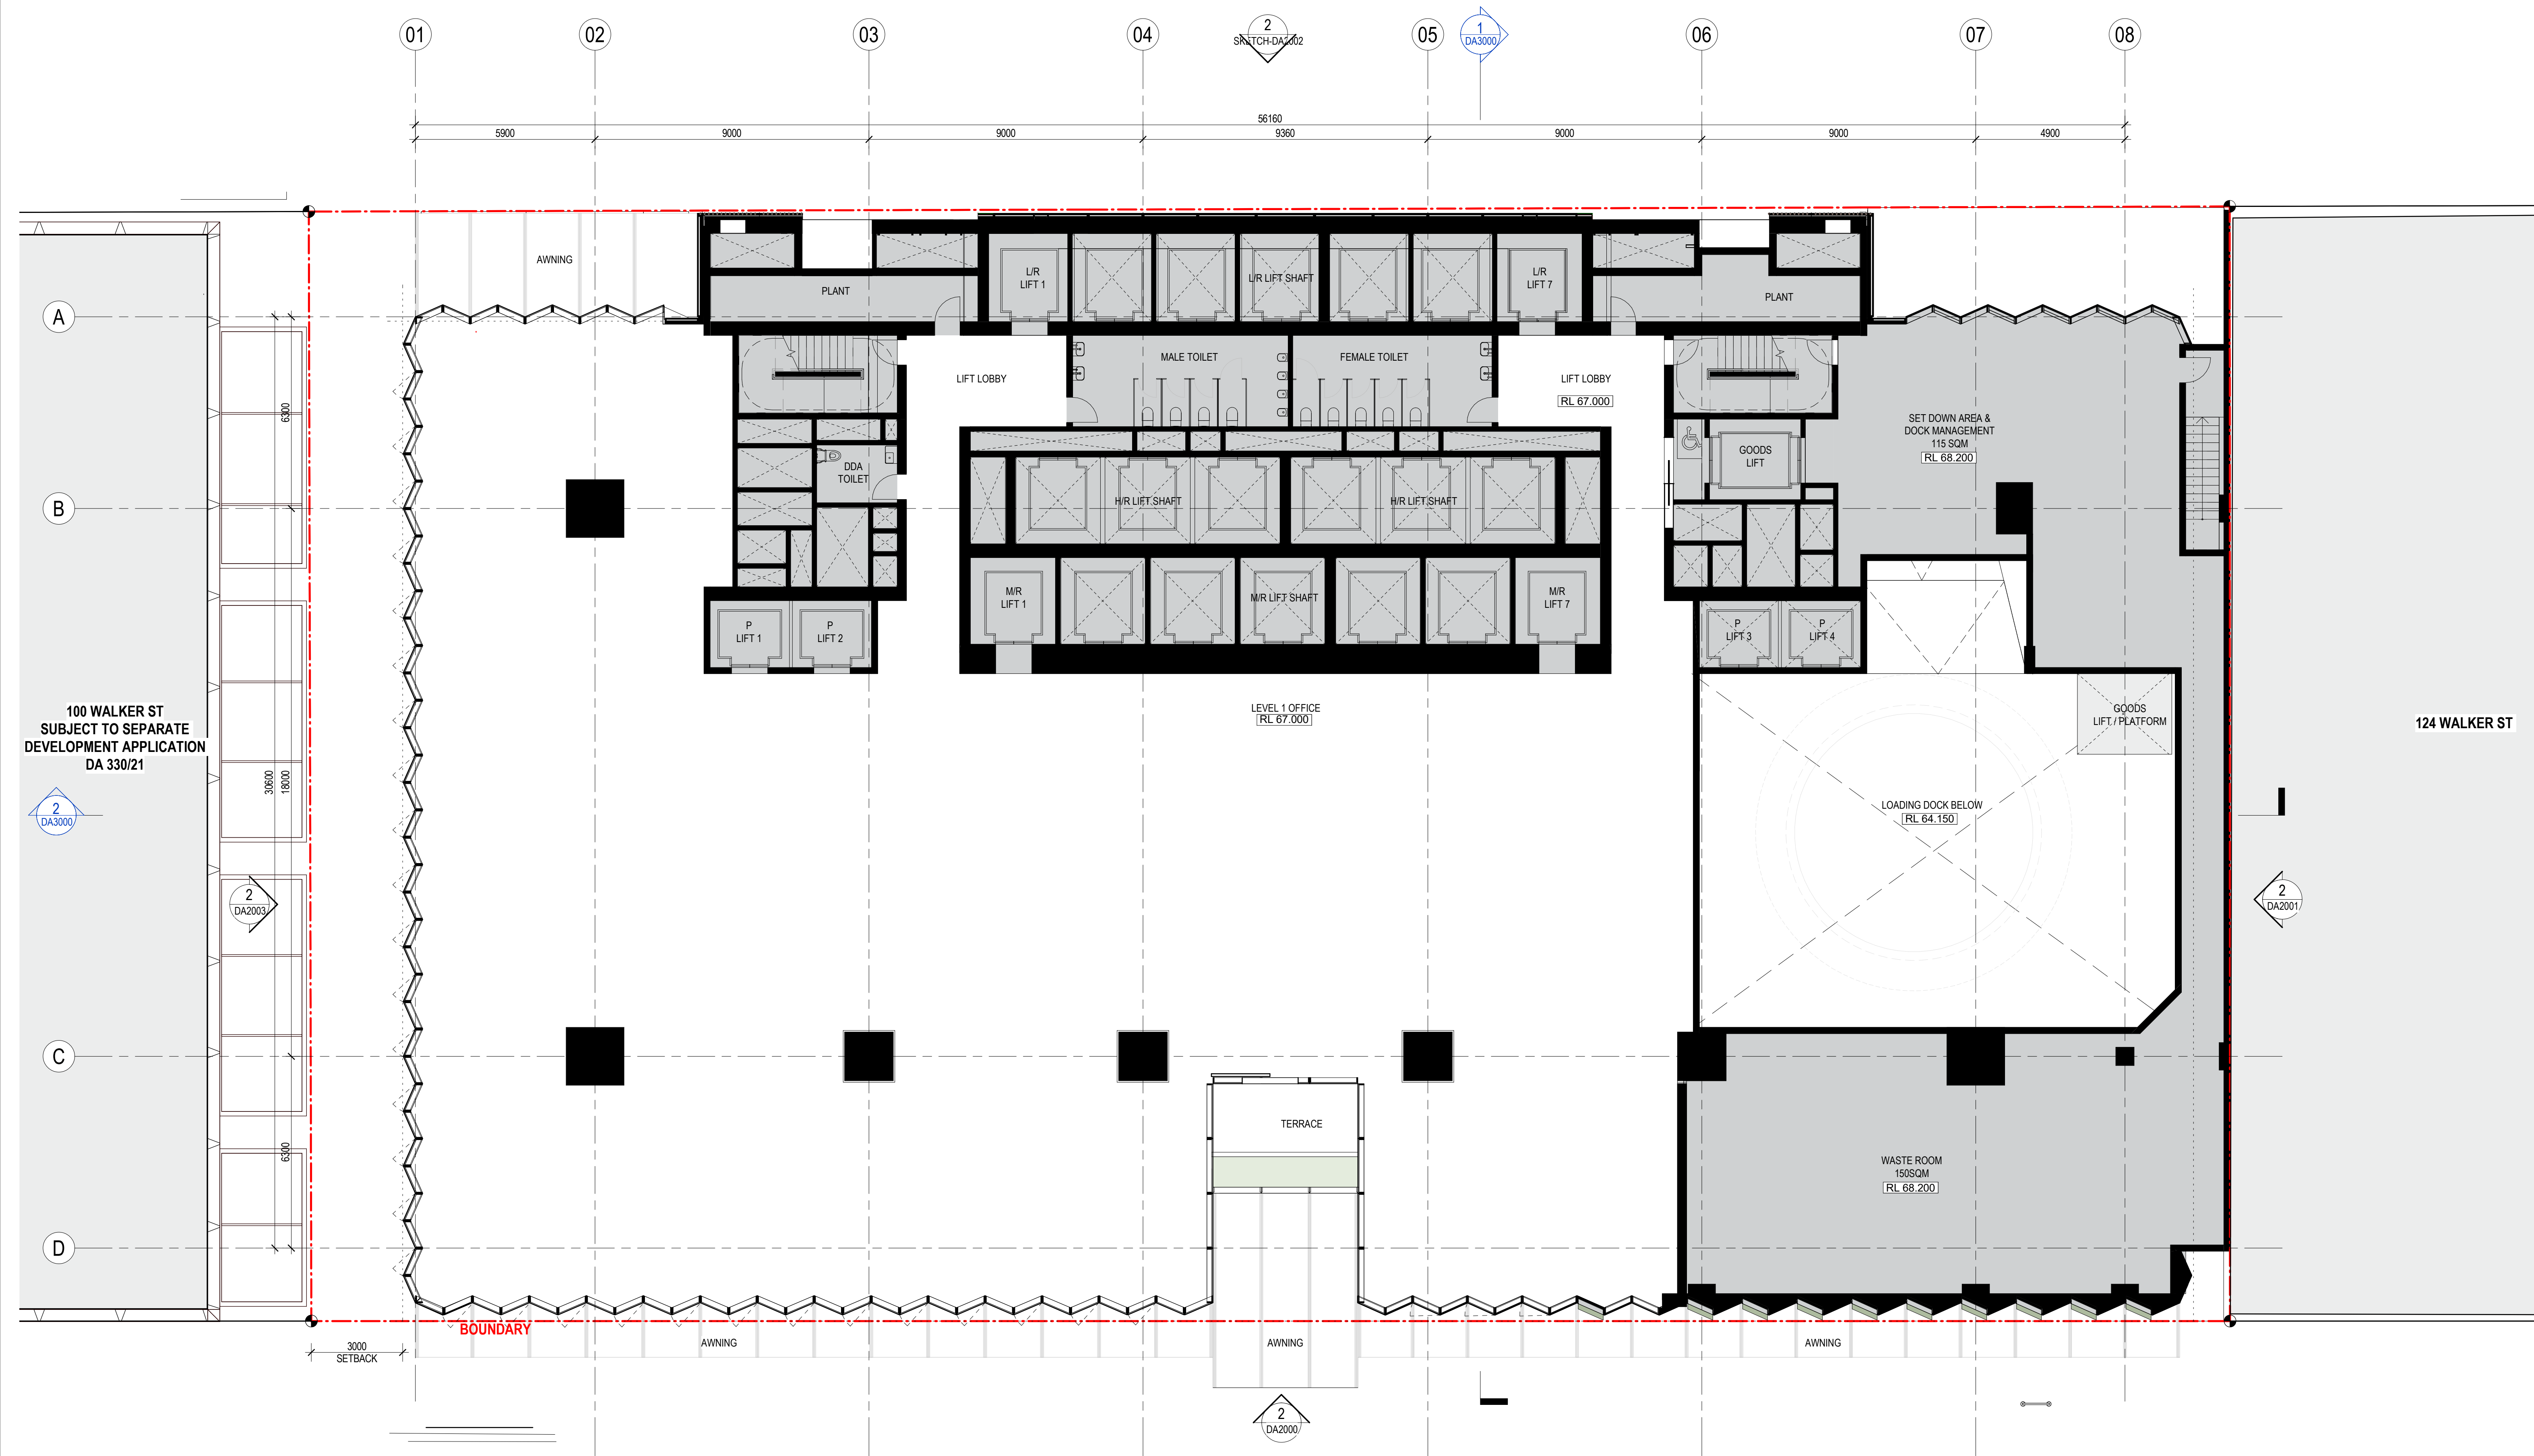 01
02
03
04
2
SKETCH-DA2002
05
1
DA3000
06
07
08
56160
5900
9000
9000
9360
9000
9000
4900
AWNING
A
PLANT
L/R
LIFT 1
L/R LIFT SHAFT
L/R
LIFT 7
PLANT
LIFT LOBBY
MALE TOILET
FEMALE TOILET
LIFT LOBBY
RL 67.000
6300
SET DOWN AREA &
DOCK MANAGEMENT
115 SQM
RL 68.200
DDA
TOILET
GOODS
LIFT
B
H/R LIFT SHAFT
H/R LIFT SHAFT
M/R
LIFT 1
M/R LIFT SHAFT
M/R
LIFT 7
P
LIFT 1
P
LIFT 2
P
LIFT 3
P
LIFT 4
100 WALKER ST
SUBJECT TO SEPARATE
DEVELOPMENT APPLICATION
DA 330/21
LEVEL 1 OFFICE
RL 67.000
GOODS
LIFT / PLATFORM
124 WALKER ST
30600
18000
2
DA3000
LOADING DOCK BELOW
RL 64.150
2
DA2003
2
DA2001
C
6300
TERRACE
WASTE ROOM
150SQM
RL 68.200
D
BOUNDARY
3000
SETBACK
AWNING
AWNING
AWNING
2
DA2000